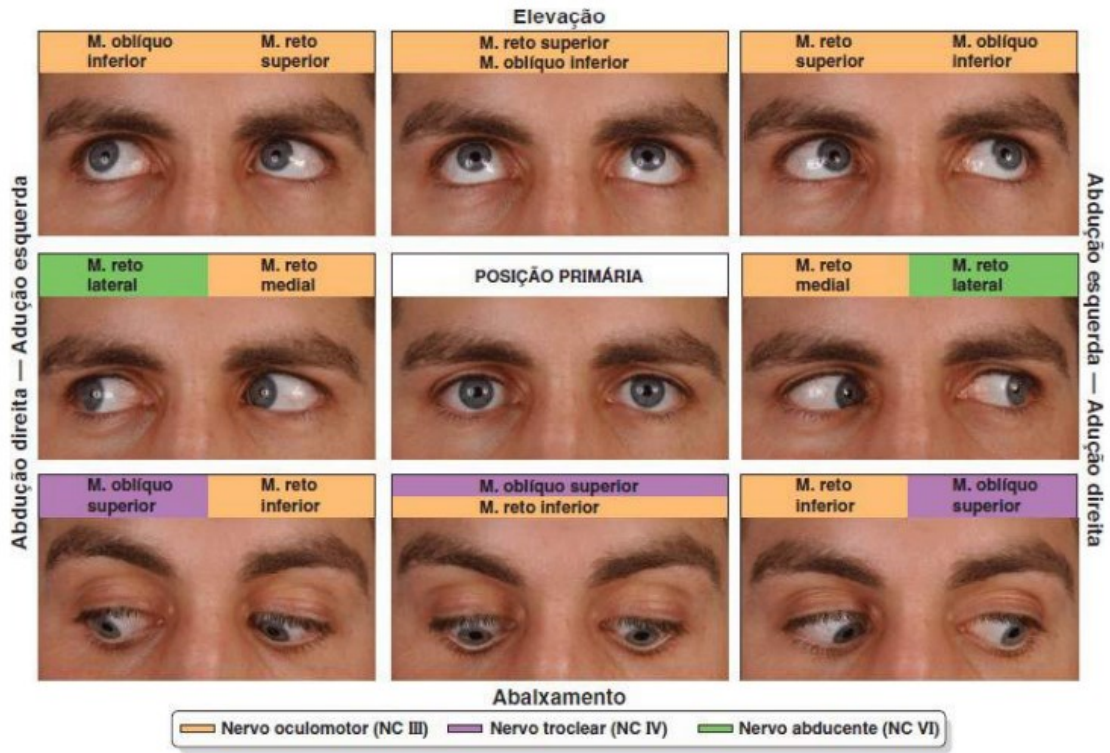 Elevação
M. oblíquo
inferior
M. reto
superior
M. reto superior
M. oblíquo inferior
M. reto
superior
M. oblíquo
inferior
Abdução direita — Adução esquerda
Abdução esquerda — Adução direita
M. reto
lateral
M. reto
medial
POSIÇÃO PRIMÁRIA
M. reto
medial
M. reto
lateral
M. oblíquo
superior
M. reto
inferior
M. oblíquo superior
M. reto inferior
M. reto
inferior
M. oblíquo
superior
Abalxamento
Nervo oculomotor (NC III)
Nervo troclear (NC IV)
Nervo abducente (NC VI)